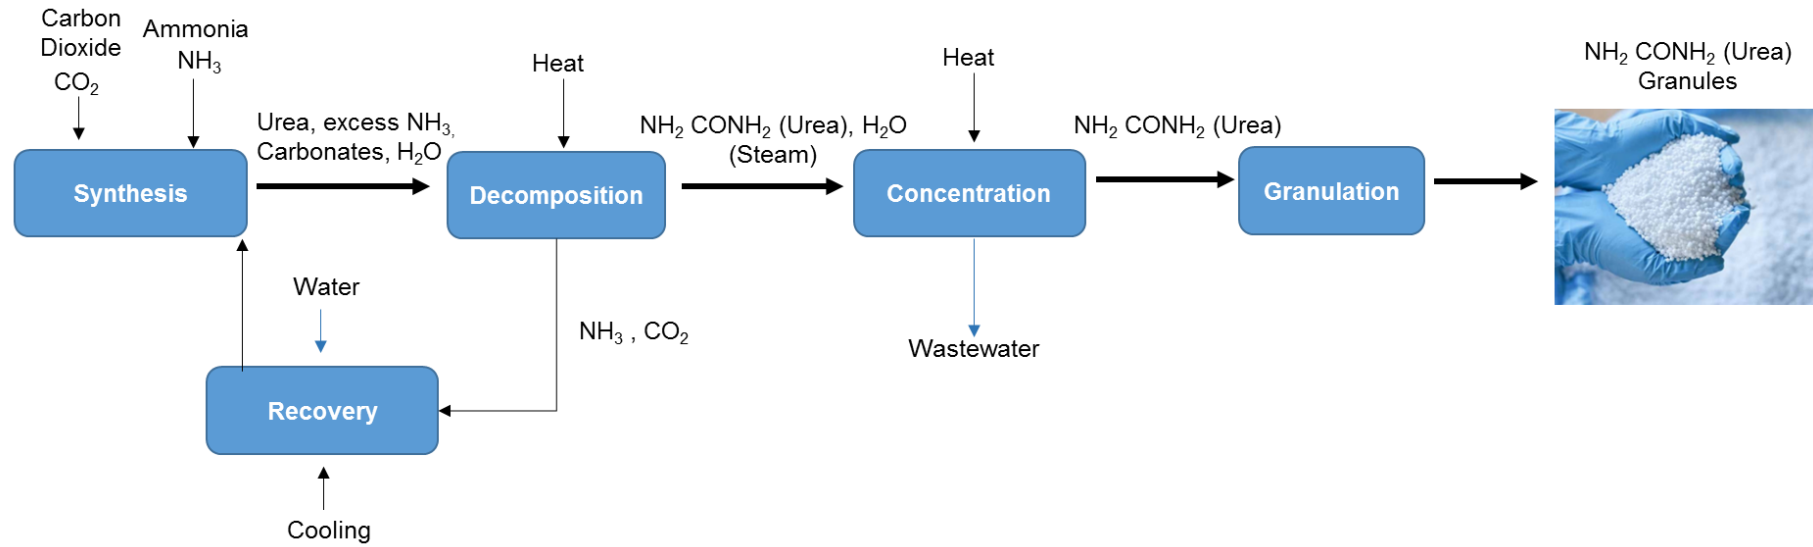 Carbon
Dioxide
CO₂
Ammonia
NH₃
Heat
Heat
NH₂ CONH₂ (Urea)
Granules
Urea, excess NH₃,
Carbonates, H₂O
NH₂ CONH₂ (Urea), H₂O
(Steam)
NH₂ CONH₂ (Urea)
Synthesis
Decomposition
Concentration
Granulation
Water
NH₃ , CO₂
Wastewater
Recovery
Cooling